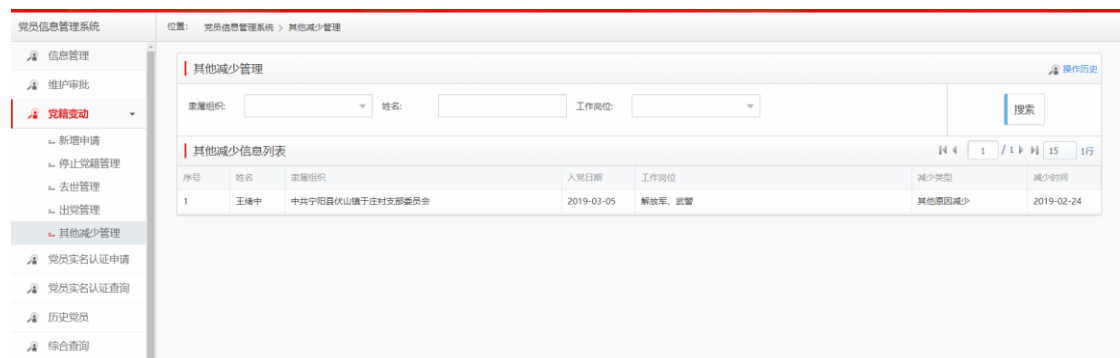 党员信息管理系统
位置: 党员信息管理系统 > 其他减少管理
信息管理
维护审批
党籍变动
新增申请
停止党籍管理
去世管理
出党管理
其他减少管理
党员实名认证申请
党员实名认证查询
历史党员
综合查询
其他减少管理 操作历史
隶属组织: 姓名: 工作岗位: 搜索
其他减少信息列表 1 / 1 15 1行
序号 姓名 隶属组织 入党日期 工作岗位 减少类型 减少时间
1 王绪中 中共宁阳县伏山镇于庄村支部委员会 2019-03-05 解放军、武警 其他原因减少 2019-02-24